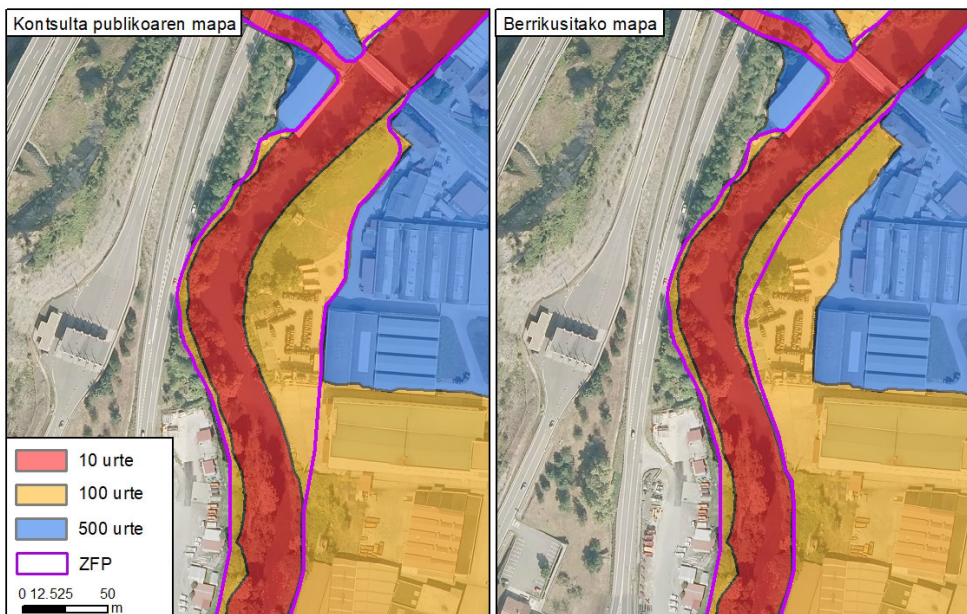 Kontsulta publikoaren mapa
Berrikusitako mapa
10 urte
100 urte
500 urte
ZFP
0 12.525 50
m